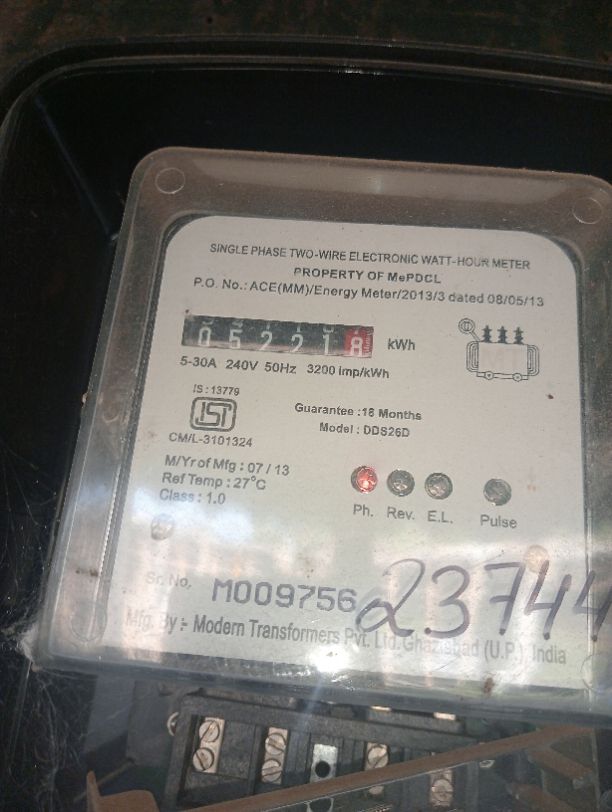 SINGLE PHASE TWO-WIRE ELECTRONIC WATT-HOUR METER
PROPERTY OF MePDCL
P.O. No.: ACE(MM)/Energy Meter/2013/3 dated 08/05/13
052218 kWh
5-30A 240V 50Hz 3200 imp/kWh
IS : 13779
ISI
CM/L-3101324
Guarantee : 18 Months
Model : DDS26D
M/Yr of Mfg : 07 / 13
Ref Temp : 27°C
Class : 1.0
Ph. Rev. E.L. Pulse
Sr. No. M009756
23744
Mfg. By :- Modern Transformers Pvt. Ltd. Ghaziabad (U.P.) India